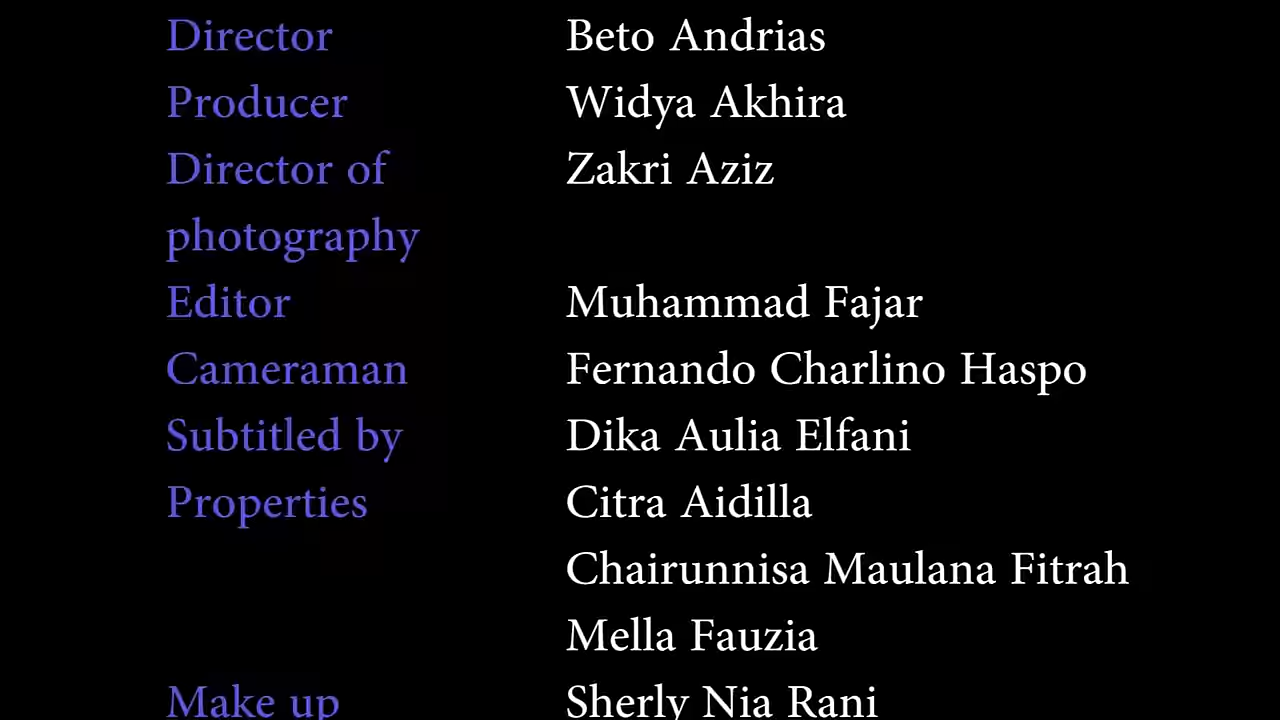 Director Beto Andrias
Producer Widya Akhira
Director of Zakri Aziz
photography
Editor Muhammad Fajar
Cameraman Fernando Charlino Haspo
Subtitled by Dika Aulia Elfani
Properties Citra Aidilla
Chairunnisa Maulana Fitrah
Mella Fauzia
Make up Sherly Nia Rani